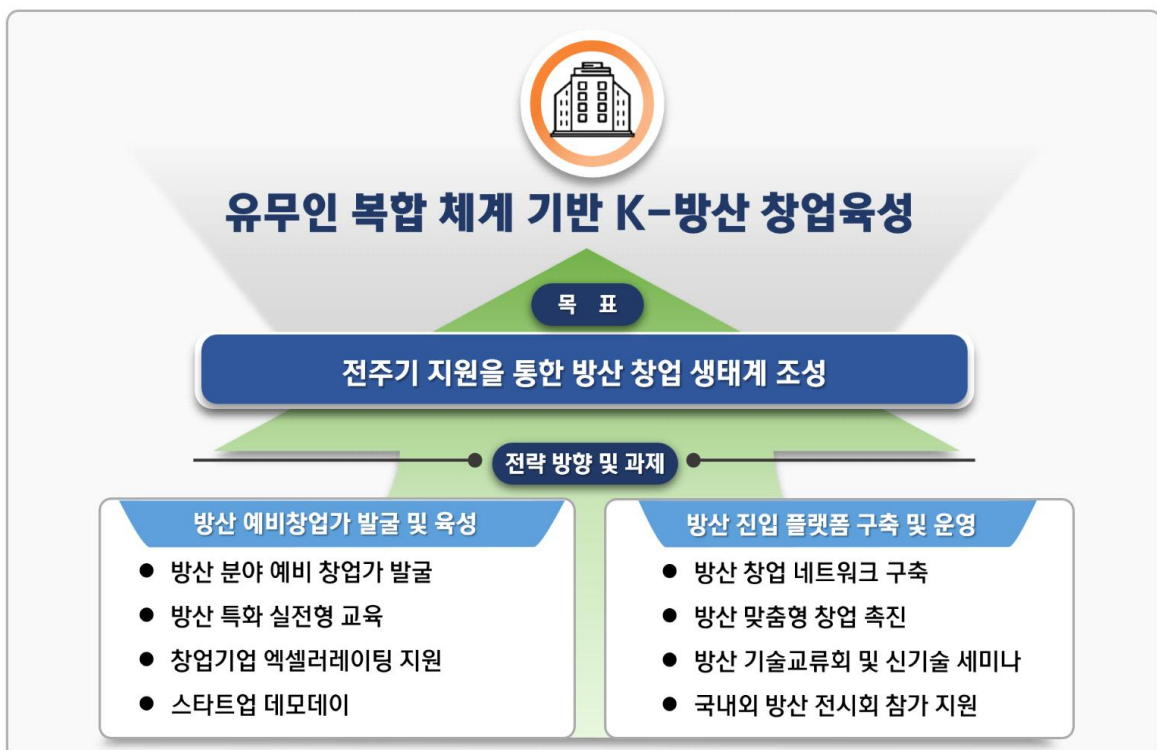 유무인 복합 체계 기반 K-방산 창업육성
목 표
전주기 지원을 통한 방산 창업 생태계 조성
전략 방향 및 과제
방산 예비창업가 발굴 및 육성
● 방산 분야 예비 창업가 발굴
● 방산 특화 실전형 교육
● 창업기업 엑셀러레이팅 지원
● 스타트업 데모데이
방산 진입 플랫폼 구축 및 운영
● 방산 창업 네트워크 구축
● 방산 맞춤형 창업 촉진
● 방산 기술교류회 및 신기술 세미나
● 국내외 방산 전시회 참가 지원